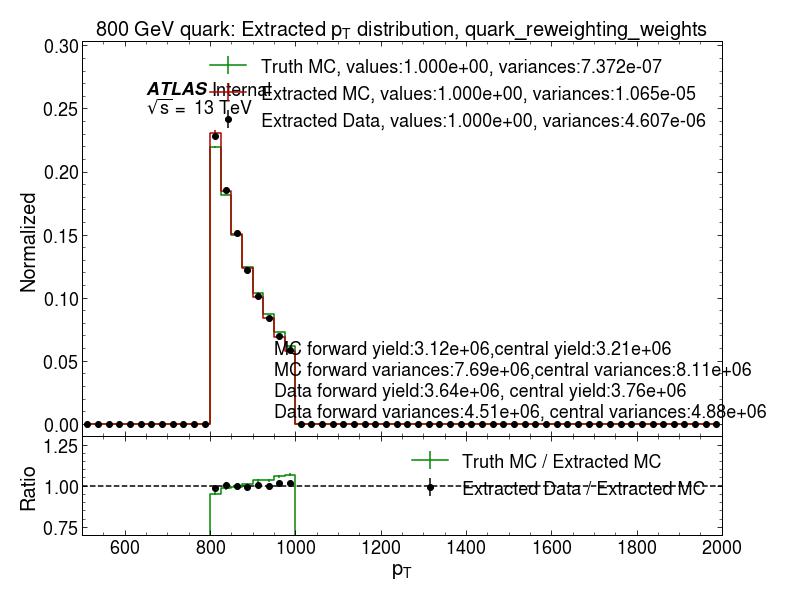 800 GeV quark: Extracted pT distribution, quark_reweighting_weights
0.30
0.25
0.20
0.15
0.10
0.05
0.00
Normalized
ATLAS Internal
√s = 13 TeV
Truth MC, values:1.000e+00, variances:7.372e-07
Extracted MC, values:1.000e+00, variances:1.065e-05
Extracted Data, values:1.000e+00, variances:4.607e-06
MC forward yield:3.12e+06,central yield:3.21e+06
MC forward variances:7.69e+06,central variances:8.11e+06
Data forward yield:3.64e+06, central yield:3.76e+06
Data forward variances:4.51e+06, central variances:4.88e+06
1.25
1.00
0.75
Ratio
Truth MC / Extracted MC
Extracted Data / Extracted MC
600 800 1000 1200 1400 1600 1800 2000
pT